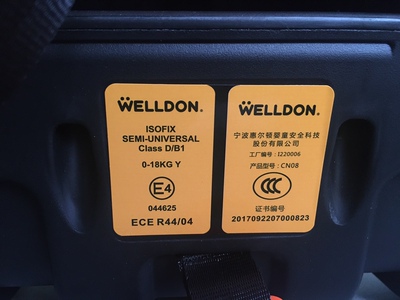 WELLDON.
ISOFIX
SEMI-UNIVERSAL
Class D/B1
0-18KG Y
E4
044625
ECE R44/04
WELLDON.
宁波惠尔顿婴童安全科技
股份有限公司
工厂编号: I220006
产品型号: CN08
CCC
证书编号
2017092207000823